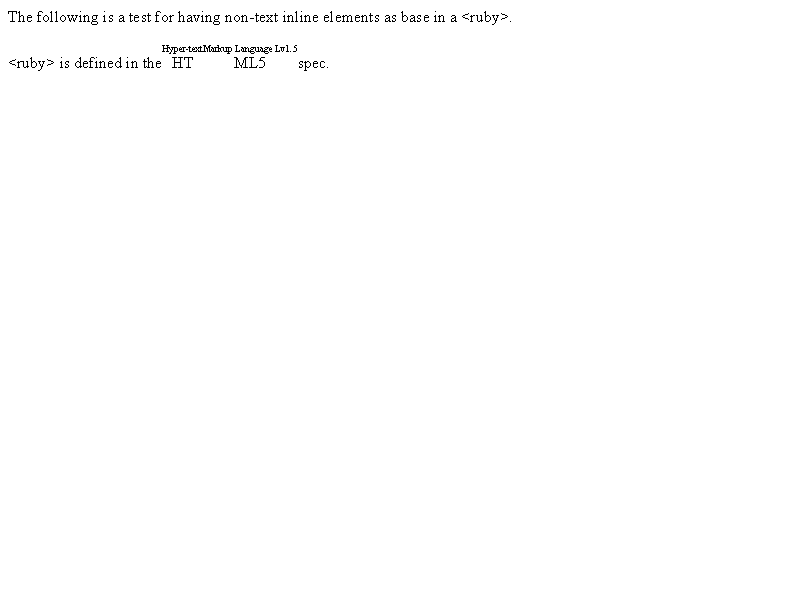 The following is a test for having non-text inline elements as base in a <ruby>.
Hyper-textMarkup Language Lv1.5
<ruby> is defined in the HT ML5 spec.